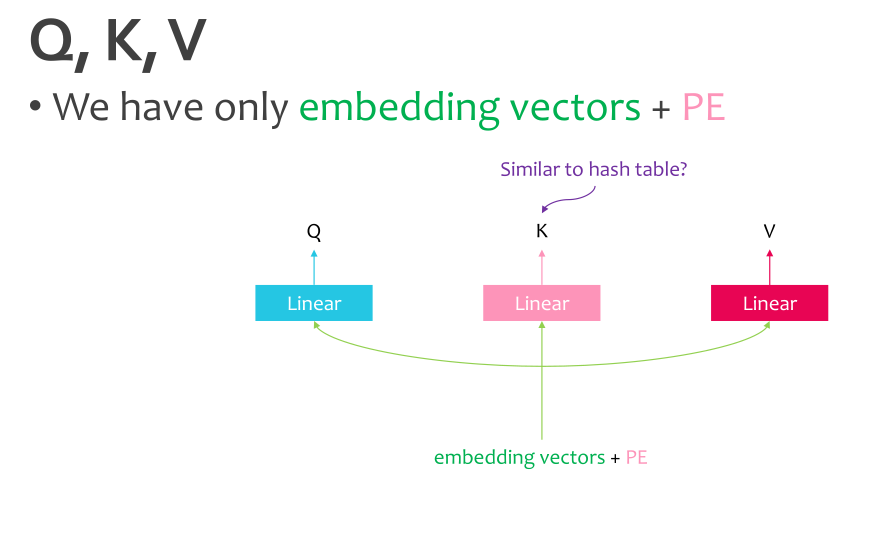 Q, K, V
• We have only embedding vectors + PE
Similar to hash table?
Q K V
Linear Linear Linear
embedding vectors + PE